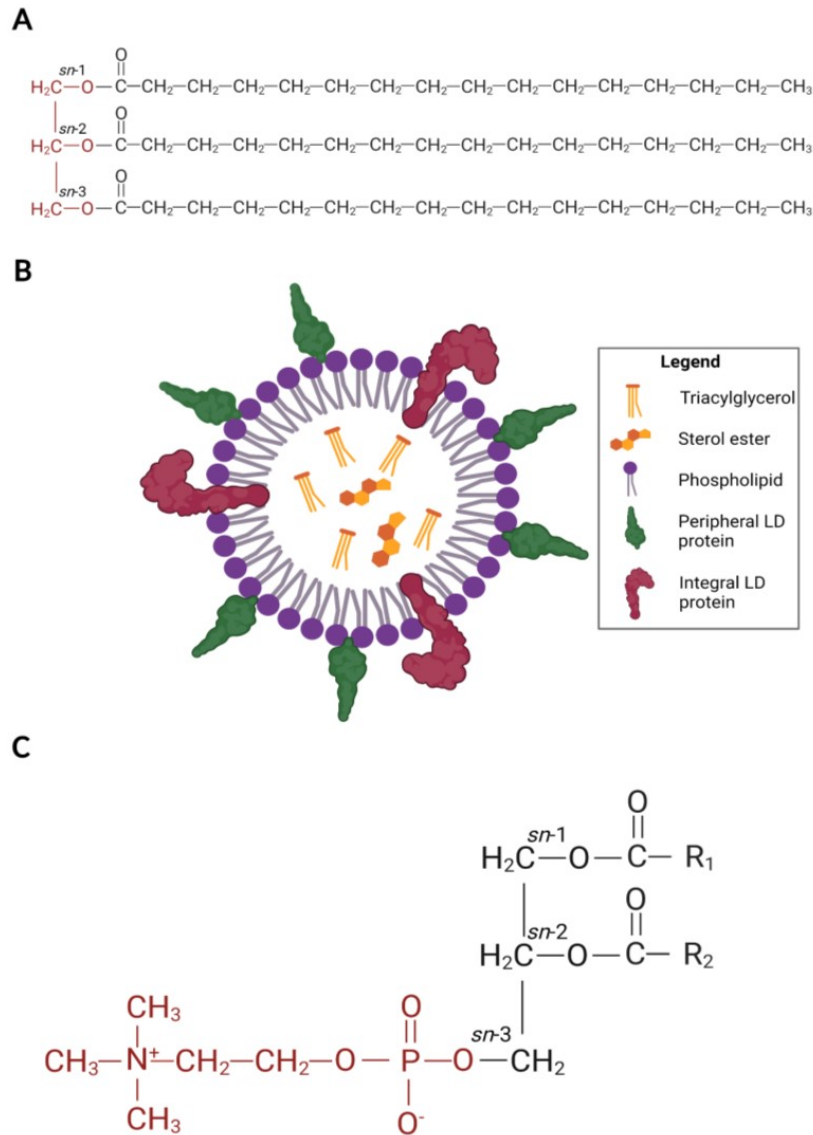 A
O
sn-1
H₂C—O—C—CH₂—CH₂—CH₂—CH₂—CH₂—CH₂—CH₂—CH₂—CH₂—CH₂—CH₂—CH₂—CH₂—CH₂—CH₃
O
sn-2
H₂C—O—C—CH₂—CH₂—CH₂—CH₂—CH₂—CH₂—CH₂—CH₂—CH₂—CH₂—CH₂—CH₂—CH₂—CH₂—CH₃
O
sn-3
H₂C—O—C—CH₂—CH₂—CH₂—CH₂—CH₂—CH₂—CH₂—CH₂—CH₂—CH₂—CH₂—CH₂—CH₂—CH₂—CH₃
B
Legend
Triacylglycerol
Sterol ester
Phospholipid
Peripheral LD
protein
Integral LD
protein
C
O
sn-1
H₂C—O—C—R₁
O
sn-2
H₂C—O—C—R₂
CH₃
O
sn-3
CH₃—N⁺—CH₂—CH₂—O—P—O—CH₂
CH₃
O⁻